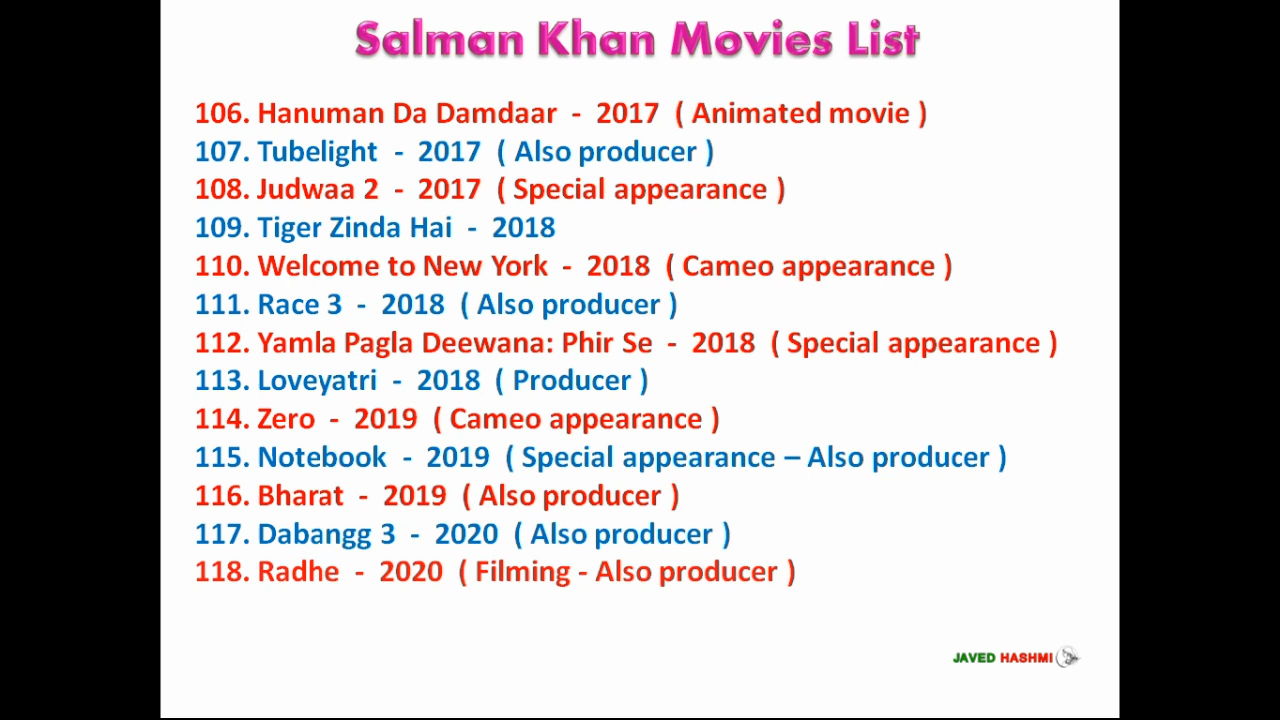 Salman Khan Movies List
106. Hanuman Da Damdaar - 2017 ( Animated movie )
107. Tubelight - 2017 ( Also producer )
108. Judwaa 2 - 2017 ( Special appearance )
109. Tiger Zinda Hai - 2018
110. Welcome to New York - 2018 ( Cameo appearance )
111. Race 3 - 2018 ( Also producer )
112. Yamla Pagla Deewana: Phir Se - 2018 ( Special appearance )
113. Loveyatri - 2018 ( Producer )
114. Zero - 2019 ( Cameo appearance )
115. Notebook - 2019 ( Special appearance – Also producer )
116. Bharat - 2019 ( Also producer )
117. Dabangg 3 - 2020 ( Also producer )
118. Radhe - 2020 ( Filming - Also producer )
JAVED HASHMI